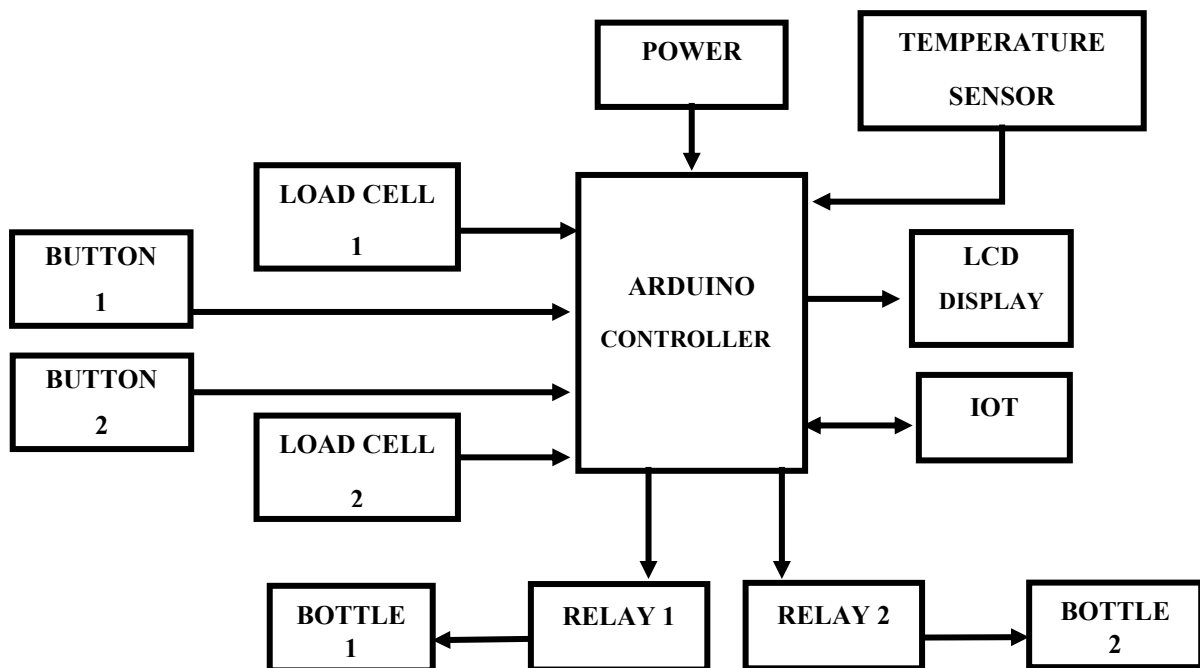 POWER
TEMPERATURE
SENSOR
LOAD CELL
1
BUTTON
1
ARDUINO
CONTROLLER
LCD
DISPLAY
BUTTON
2
IOT
LOAD CELL
2
BOTTLE
1
RELAY 1
RELAY 2
BOTTLE
2